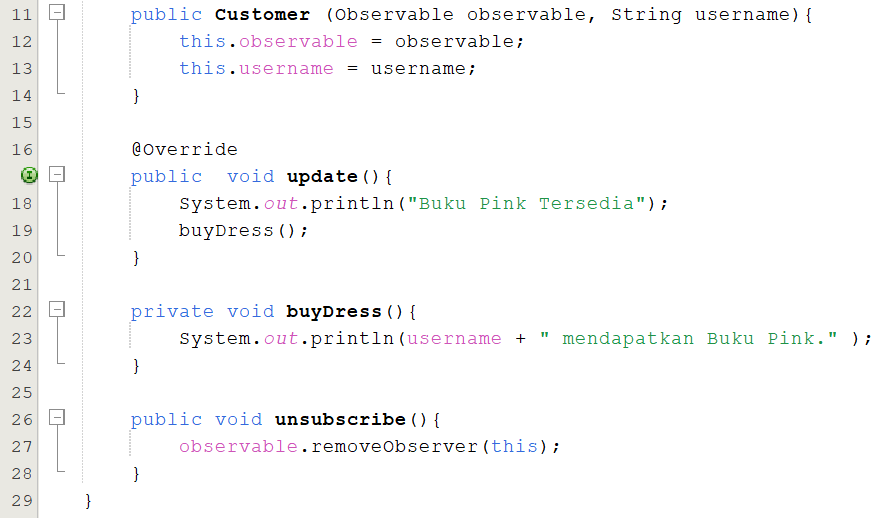 11 public Customer (Observable observable, String username){
12 this.observable = observable;
13 this.username = username;
14 }
15
16 @Override
public  void update(){
18 System.out.println("Buku Pink Tersedia");
19 buyDress();
20 }
21
22 private void buyDress(){
23 System.out.println(username + " mendapatkan Buku Pink." );
24 }
25
26 public void unsubscribe(){
27 observable.removeObserver(this);
28 }
29 }